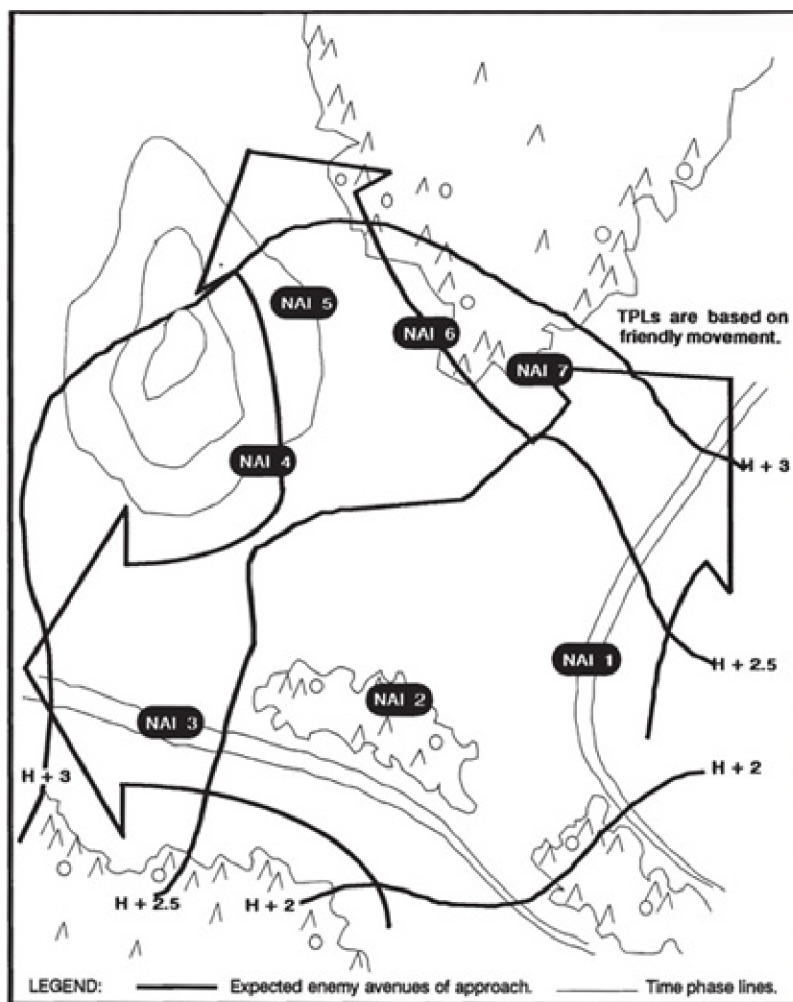 NAI 5
TPLs are based on
friendly movement.
NAI 6
NAI 7
NAI 4
H + 3
NAI 1
H + 2.5
NAI 2
NAI 3
H + 2
H + 3
H + 2.5
H + 2
LEGEND: Expected enemy avenues of approach. Time phase lines.